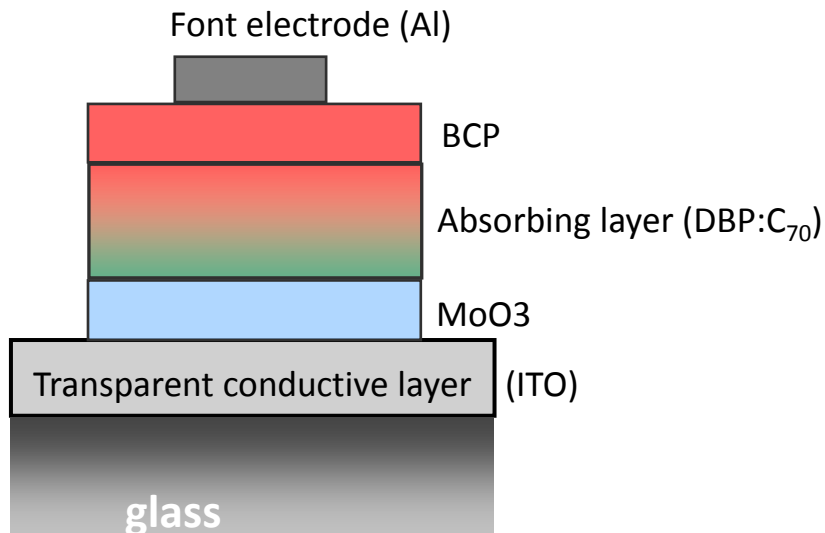 Font electrode (Al)
BCP
Absorbing layer (DBP:C₇₀)
MoO3
Transparent conductive layer (ITO)
glass